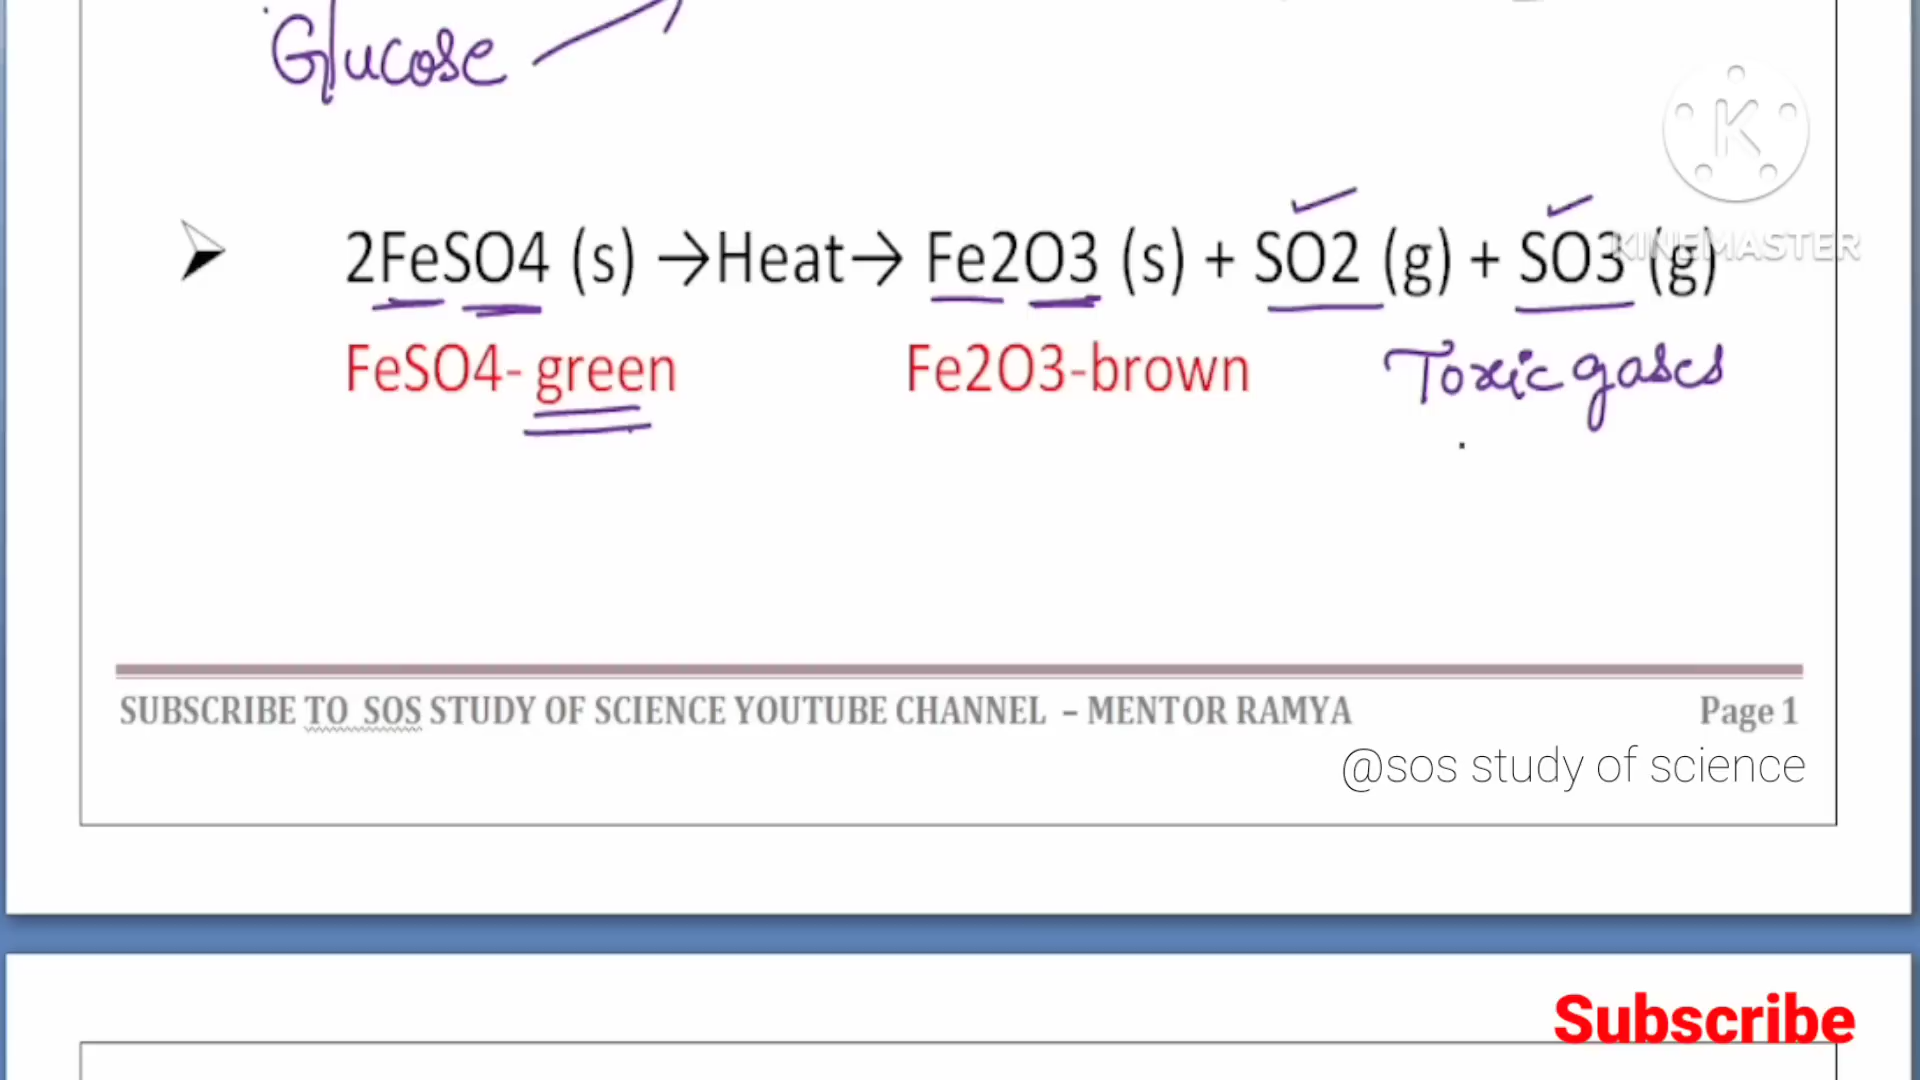 Glucose
K
KINEMASTER
2FeSO4 (s) →Heat→ Fe2O3 (s) + SO2 (g) + SO3 (g)
FeSO4- green Fe2O3-brown Toxic gases
SUBSCRIBE TO SOS STUDY OF SCIENCE YOUTUBE CHANNEL – MENTOR RAMYA Page 1
@sos study of science
Subscribe